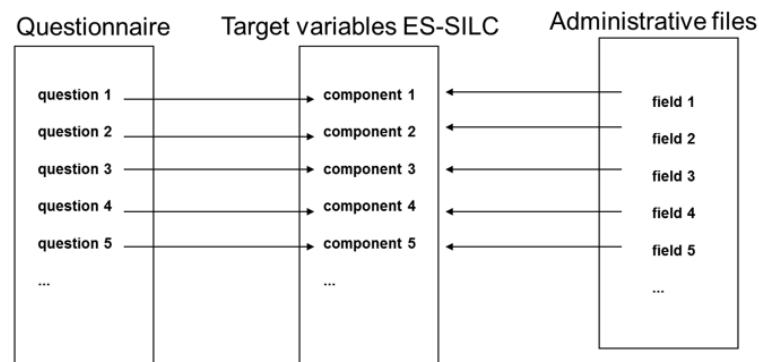 Questionnaire
Target variables ES-SILC
Administrative files
question 1
question 2
question 3
question 4
question 5
...
component 1
component 2
component 3
component 4
component 5
...
field 1
field 2
field 3
field 4
field 5
...